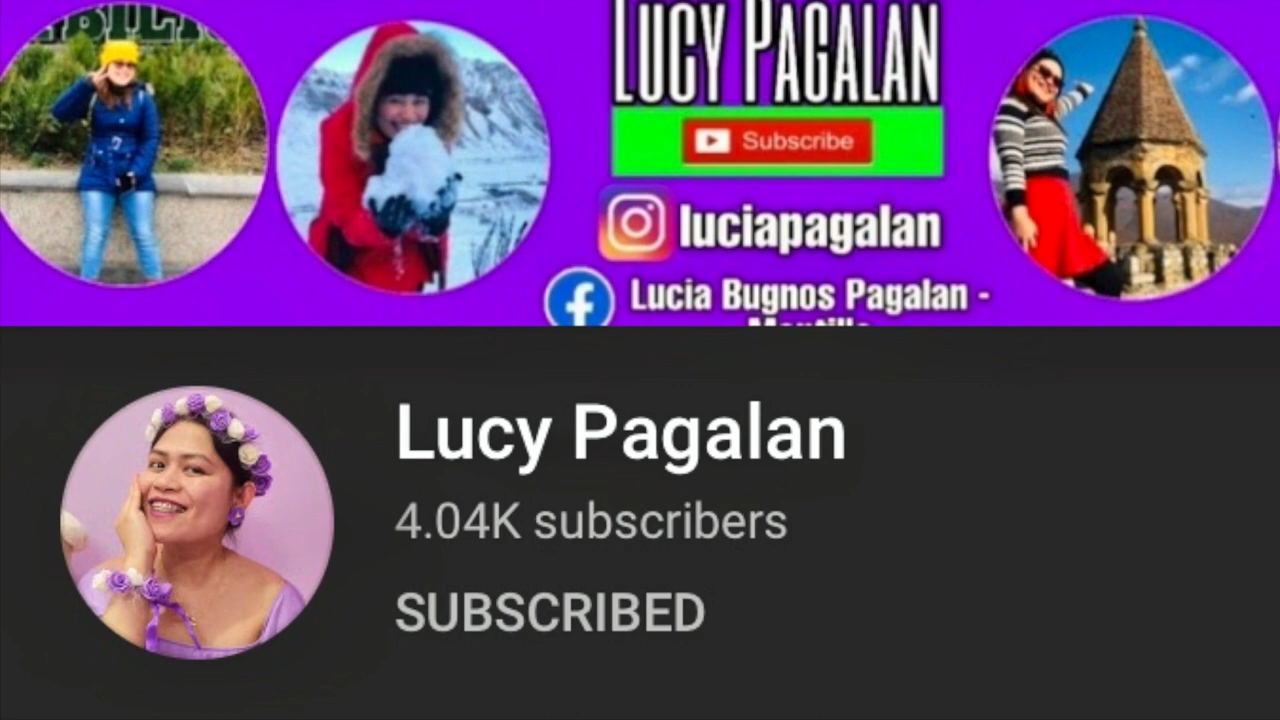 LUCY PAGALAN
Subscribe
luciapagalan
Lucia Bugnos Pagalan -
Lucy Pagalan
4.04K subscribers
SUBSCRIBED